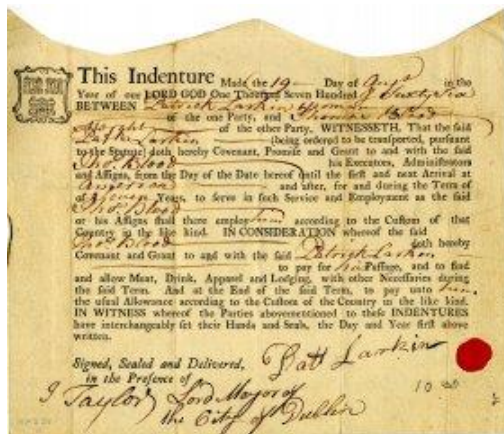 This Indenture Made the 19 Day of in the
Year of our LORD GOD One Thousand Seven Hundred & Sixty Six
BETWEEN Patrick Larkin
of the one Party, and Thomas Blood
of the other Party, WITNESSETH, That the said
Larkin (being ordered to be transported, pursuant
to the Statute) doth hereby Covenant, Promise and Grant to and with the said
Thos Blood his Executors, Administrators
and Assigns, from the Day of the Date hereof until the first and next Arrival at
and after, for and during the Term of
Seven Years, to serve in such Service and Employment as the said
Thos Blood
or his Assigns shall there employ him according to the Custom of that
Country in the like kind. IN CONSIDERATION whereof the said
Thos Blood doth hereby
Covenant and Grant to and with the said Patrick Larkin
to pay for his Passage, and to find
and allow Meat, Drink, Apparel and Lodging, with other Necessaries during
the said Term. And at the End of the said Term, to pay unto him
the usual Allowance according to the Custom of the Country in the like kind.
IN WITNESS whereof the Parties abovementioned to these INDENTURES
have interchangeably set their Hands and Seals, the Day and Year first above
written.
Signed, Sealed and Delivered,
in the Presence of
Patt Larkin
J Taylor Lord Mayor of
the City of Dublin